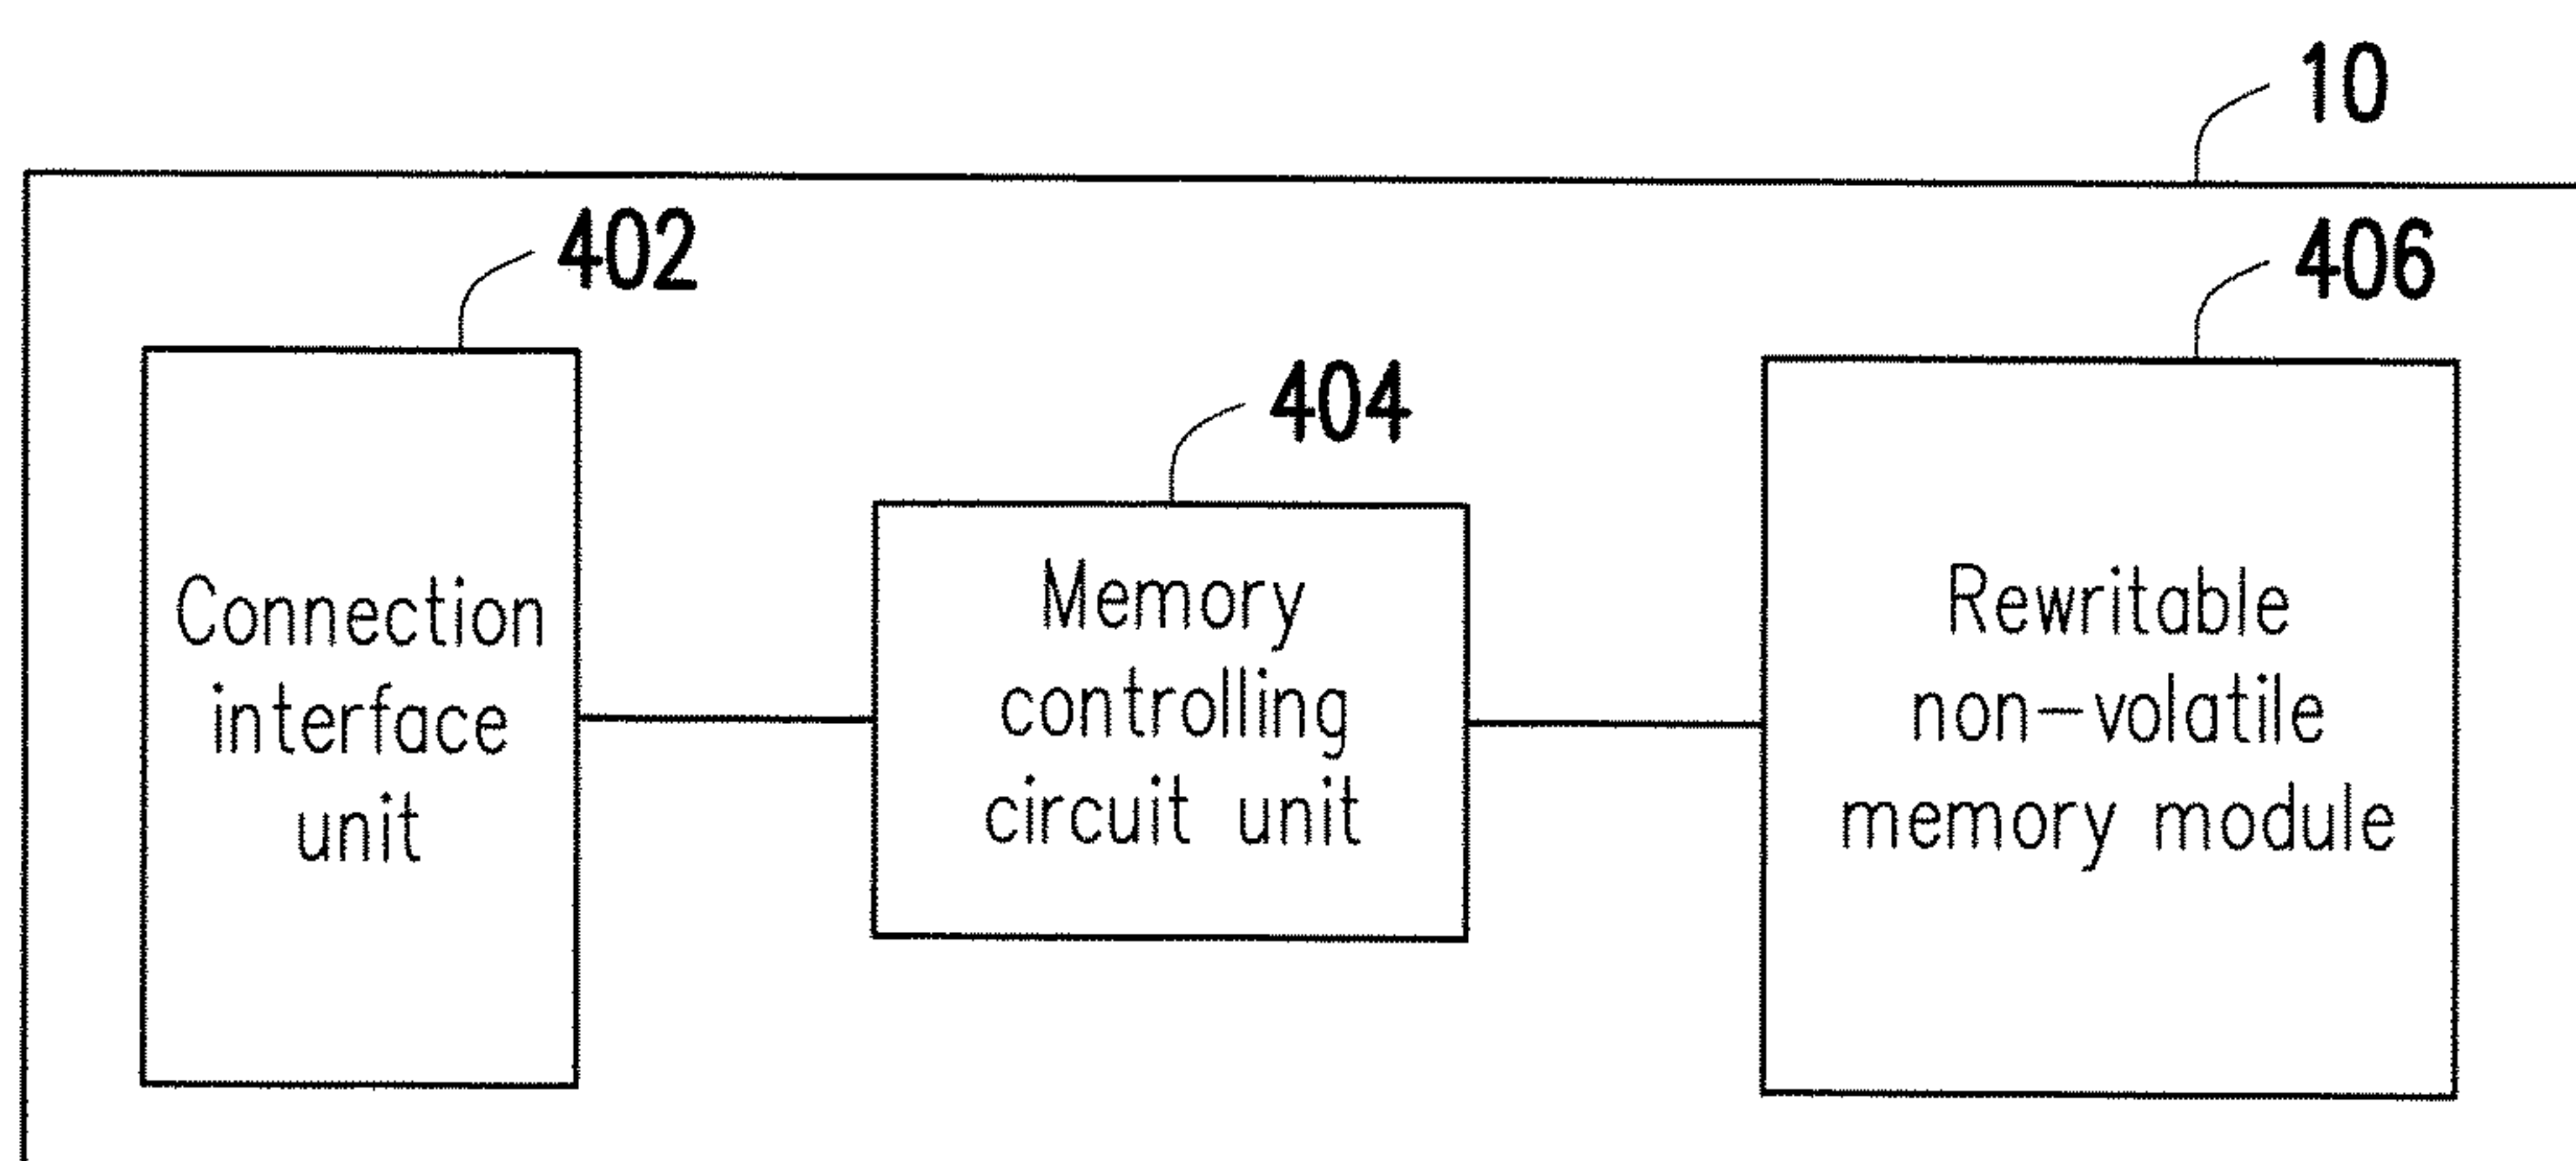 10
402
406
404
Connection
interface
unit
Memory
controlling
circuit unit
Rewritable
non-volatile
memory module